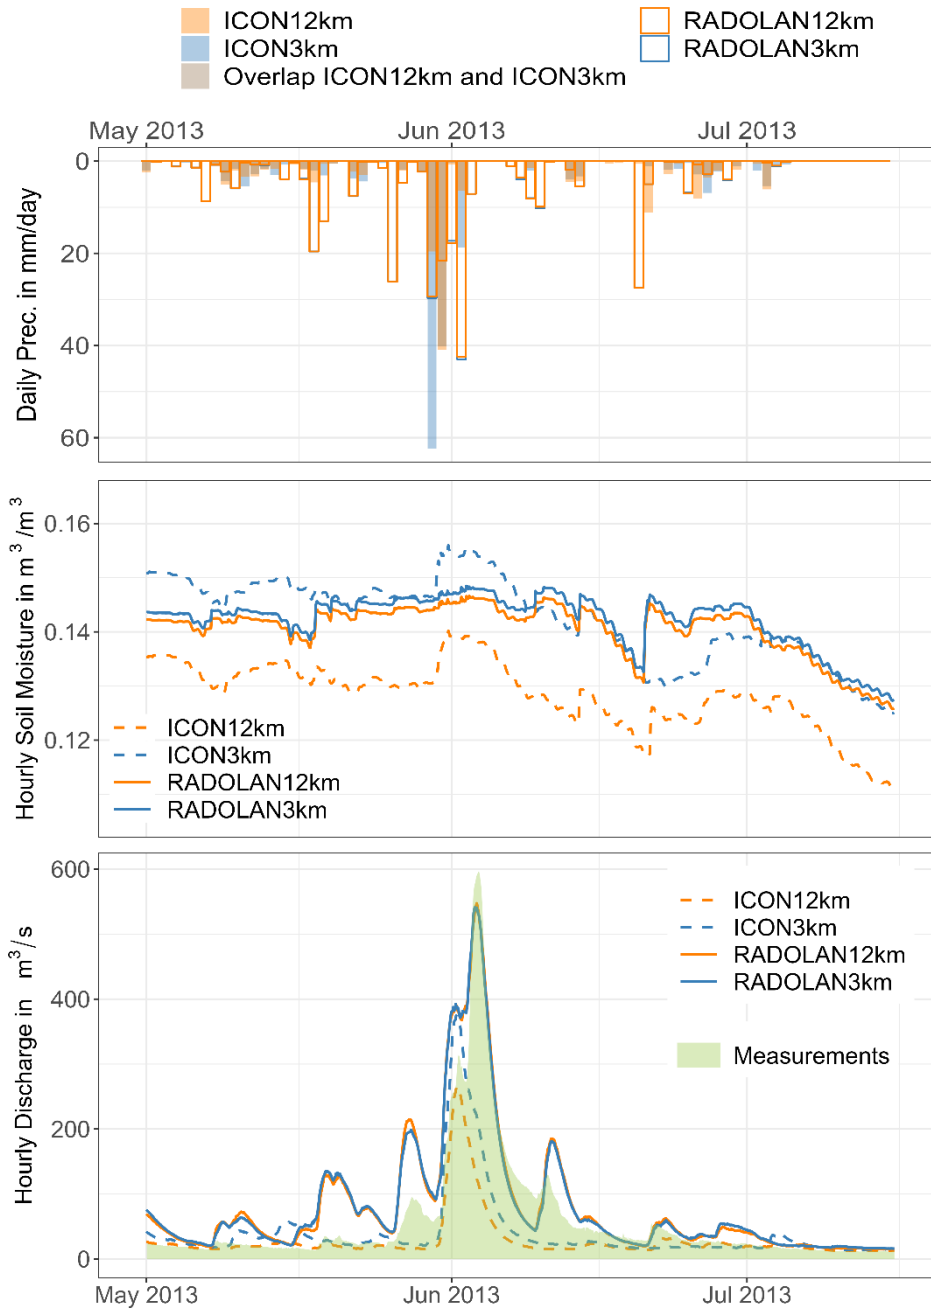 ICON12km
RADOLAN12km
ICON3km
RADOLAN3km
Overlap ICON12km and ICON3km
May 2013
Jun 2013
Jul 2013
0
20
40
60
Daily Prec. in mm/day
0.16
0.14
0.12
Hourly Soil Moisture in m³/m³
ICON12km
ICON3km
RADOLAN12km
RADOLAN3km
600
400
200
0
Hourly Discharge in m³/s
ICON12km
ICON3km
RADOLAN12km
RADOLAN3km
Measurements
May 2013
Jun 2013
Jul 2013